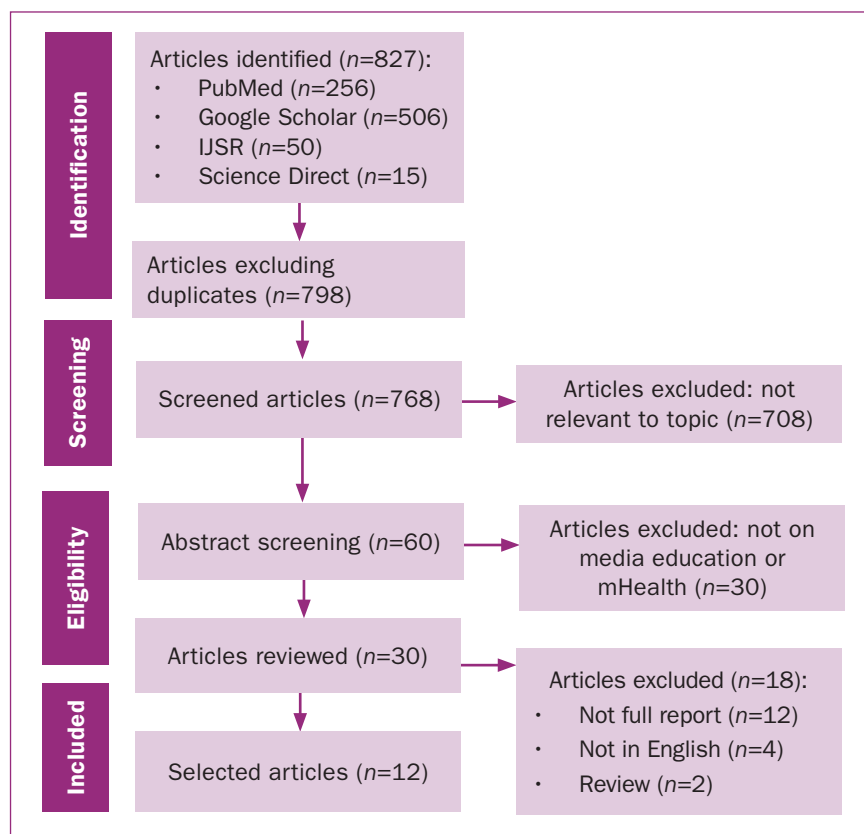 Identification
Articles identified (n=827):
· PubMed (n=256)
· Google Scholar (n=506)
· IJSR (n=50)
· Science Direct (n=15)
Articles excluding
duplicates (n=798)
Screening
Screened articles (n=768)
Articles excluded: not
relevant to topic (n=708)
Eligibility
Abstract screening (n=60)
Articles excluded: not on
media education or
mHealth (n=30)
Articles reviewed (n=30)
Articles excluded (n=18):
· Not full report (n=12)
· Not in English (n=4)
· Review (n=2)
Included
Selected articles (n=12)